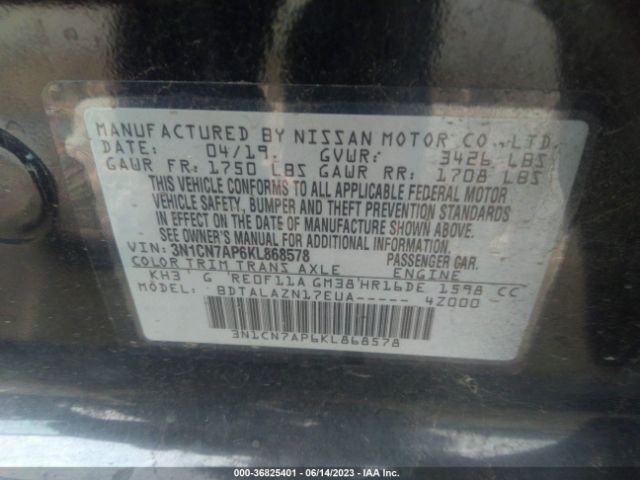 MANUFACTURED BY NISSAN MOTOR CO.,LTD.
DATE: 04/19. GVWR: 3426 LBS
GAWR FR: 1750 LBS GAWR RR: 1708 LBS
THIS VEHICLE CONFORMS TO ALL APPLICABLE FEDERAL MOTOR
VEHICLE SAFETY, BUMPER AND THEFT PREVENTION STANDARDS
IN EFFECT ON THE DATE OF MANUFACTURE SHOWN ABOVE.
SEE OWNER'S MANUAL FOR ADDITIONAL INFORMATION
VIN: 3N1CN7AP6KL868578 PASSENGER CAR.
COLOR TRIM TRANS AXLE ENGINE
KH3 G RE0F11A GM38 HR16DE 1598 CC
MODEL: BDTALAZN17EUA----- 4Z000
3N1CN7AP6KL868578
000-36825401 - 06/14/2023 - IAA Inc.